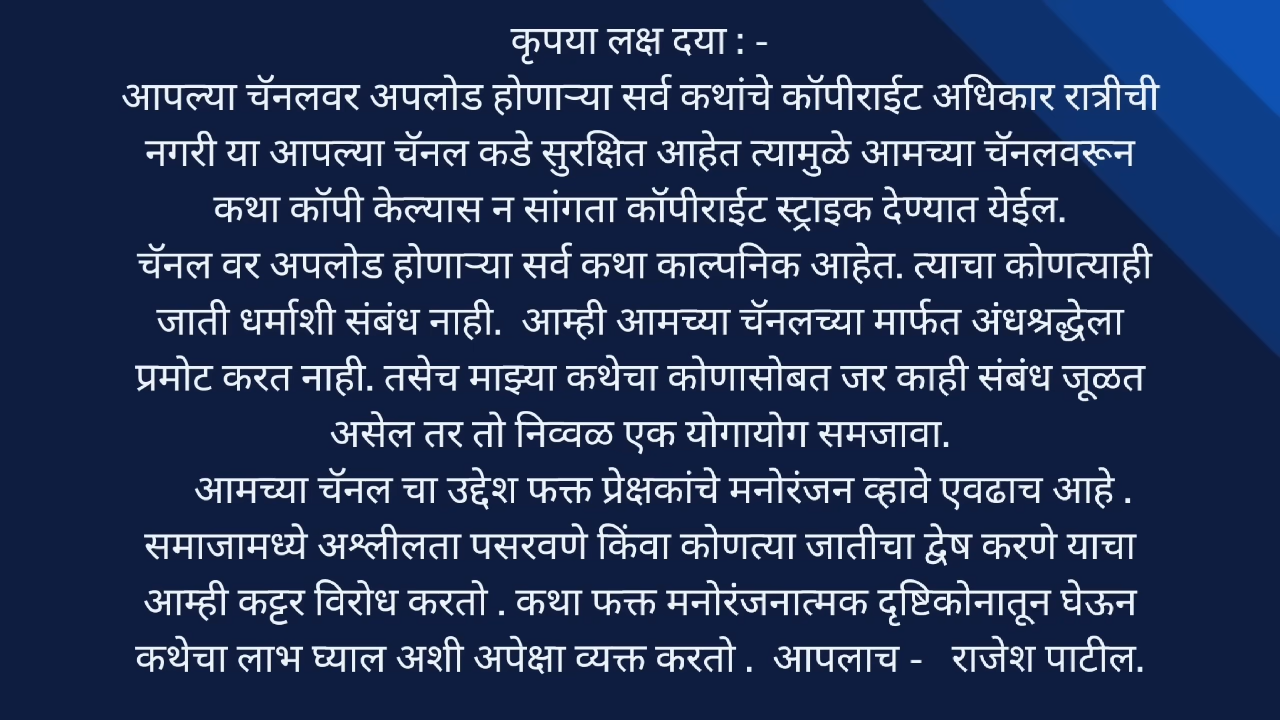 कृपया लक्ष दया : -
आपल्या चॅनलवर अपलोड होणाऱ्या सर्व कथांचे कॉपीराईट अधिकार रात्रीची
नगरी या आपल्या चॅनल कडे सुरक्षित आहेत त्यामुळे आमच्या चॅनलवरून
कथा कॉपी केल्यास न सांगता कॉपीराईट स्ट्राइक देण्यात येईल.
चॅनल वर अपलोड होणाऱ्या सर्व कथा काल्पनिक आहेत. त्याचा कोणत्याही
जाती धर्माशी संबंध नाही.  आम्ही आमच्या चॅनलच्या मार्फत अंधश्रद्धेला
प्रमोट करत नाही. तसेच माझ्या कथेचा कोणासोबत जर काही संबंध जूळत
असेल तर तो निव्वळ एक योगायोग समजावा.
आमच्या चॅनल चा उद्देश फक्त प्रेक्षकांचे मनोरंजन व्हावे एवढाच आहे .
समाजामध्ये अश्लीलता पसरवणे किंवा कोणत्या जातीचा द्वेष करणे याचा
आम्ही कट्टर विरोध करतो . कथा फक्त मनोरंजनात्मक दृष्टिकोनातून घेऊन
कथेचा लाभ घ्याल अशी अपेक्षा व्यक्त करतो .  आपलाच -   राजेश पाटील.